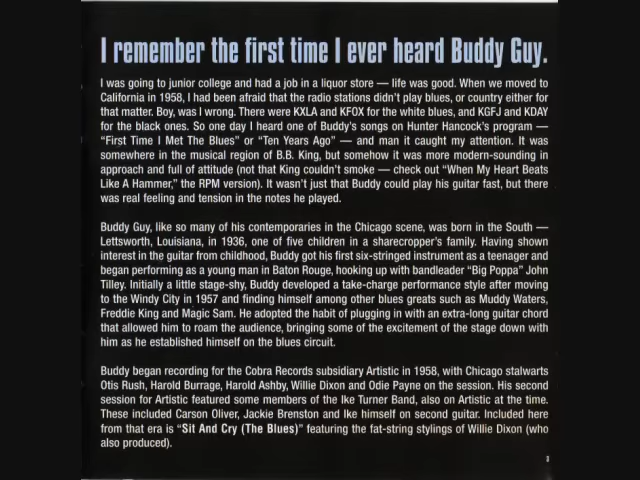 I remember the first time I ever heard Buddy Guy.
I was going to junior college and had a job in a liquor store — life was good. When we moved to
California in 1958, I had been afraid that the radio stations didn't play blues, or country either for
that matter. Boy, was I wrong. There were KXLA and KFOX for the white blues, and KGFJ and KDAY
for the black ones. So one day I heard one of Buddy's songs on Hunter Hancock's program —
"First Time I Met The Blues" or "Ten Years Ago" — and man it caught my attention. It was
somewhere in the musical region of B.B. King, but somehow it was more modern-sounding in
approach and full of attitude (not that King couldn't smoke — check out "When My Heart Beats
Like A Hammer," the RPM version). It wasn't just that Buddy could play his guitar fast, but there
was real feeling and tension in the notes he played.
Buddy Guy, like so many of his contemporaries in the Chicago scene, was born in the South —
Lettsworth, Louisiana, in 1936, one of five children in a sharecropper's family. Having shown
interest in the guitar from childhood, Buddy got his first six-stringed instrument as a teenager and
began performing as a young man in Baton Rouge, hooking up with bandleader "Big Poppa" John
Tilley. Initially a little stage-shy, Buddy developed a take-charge performance style after moving
to the Windy City in 1957 and finding himself among other blues greats such as Muddy Waters,
Freddie King and Magic Sam. He adopted the habit of plugging in with an extra-long guitar chord
that allowed him to roam the audience, bringing some of the excitement of the stage down with
him as he established himself on the blues circuit.
Buddy began recording for the Cobra Records subsidiary Artistic in 1958, with Chicago stalwarts
Otis Rush, Harold Burrage, Harold Ashby, Willie Dixon and Odie Payne on the session. His second
session for Artistic featured some members of the Ike Turner Band, also on Artistic at the time.
These included Carson Oliver, Jackie Brenston and Ike himself on second guitar. Included here
from that era is "Sit And Cry (The Blues)" featuring the fat-string stylings of Willie Dixon (who
also produced).